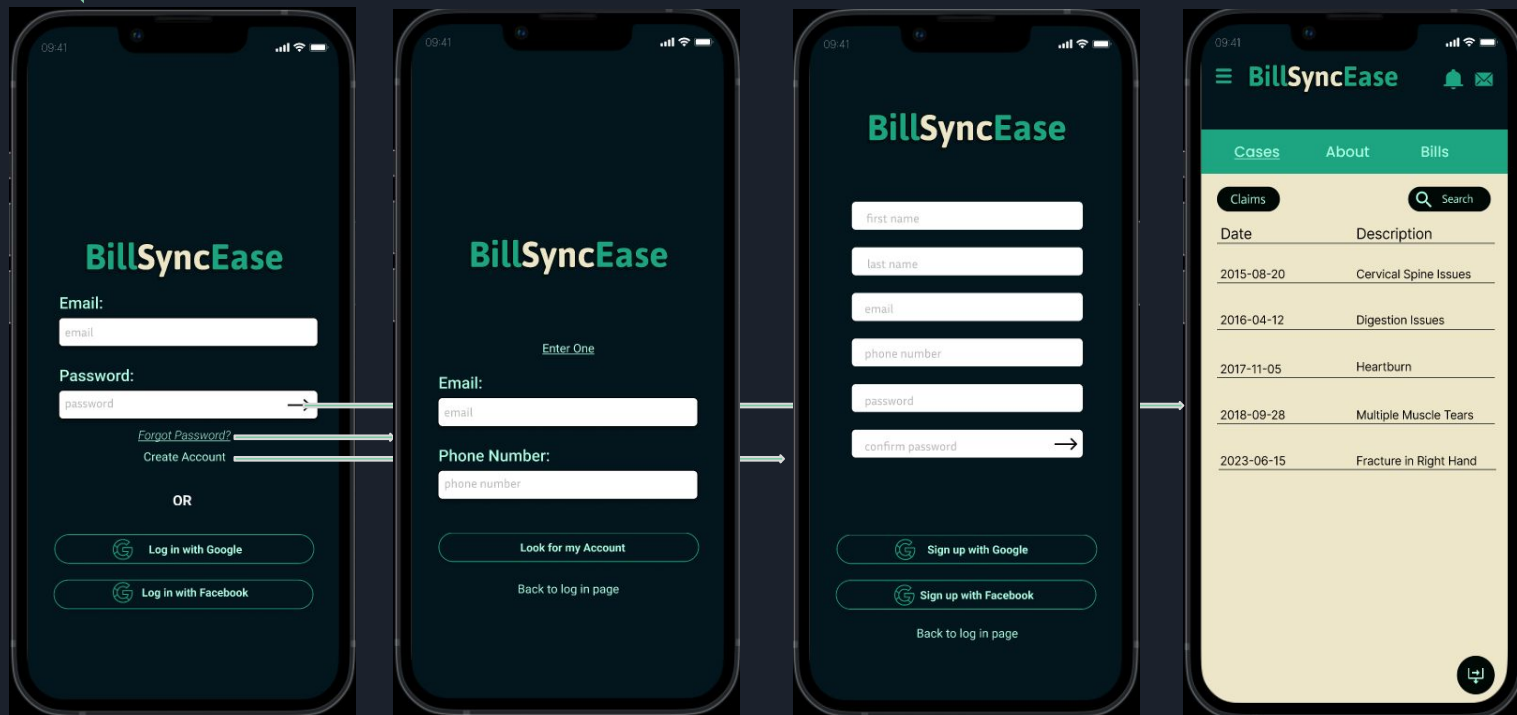 09:41
BillSyncEase
Email:
email
Password:
password
Forgot Password?
Create Account
OR
Log in with Google
Log in with Facebook
09:41
BillSyncEase
Enter One
Email:
email
Phone Number:
phone number
Look for my Account
Back to log in page
09:41
BillSyncEase
first name
last name
email
phone number
password
confirm password
Sign up with Google
Sign up with Facebook
Back to log in page
09:41
BillSyncEase
Cases About Bills
Claims Search
Date Description
2015-08-20 Cervical Spine Issues
2016-04-12 Digestion Issues
2017-11-05 Heartburn
2018-09-28 Multiple Muscle Tears
2023-06-15 Fracture in Right Hand